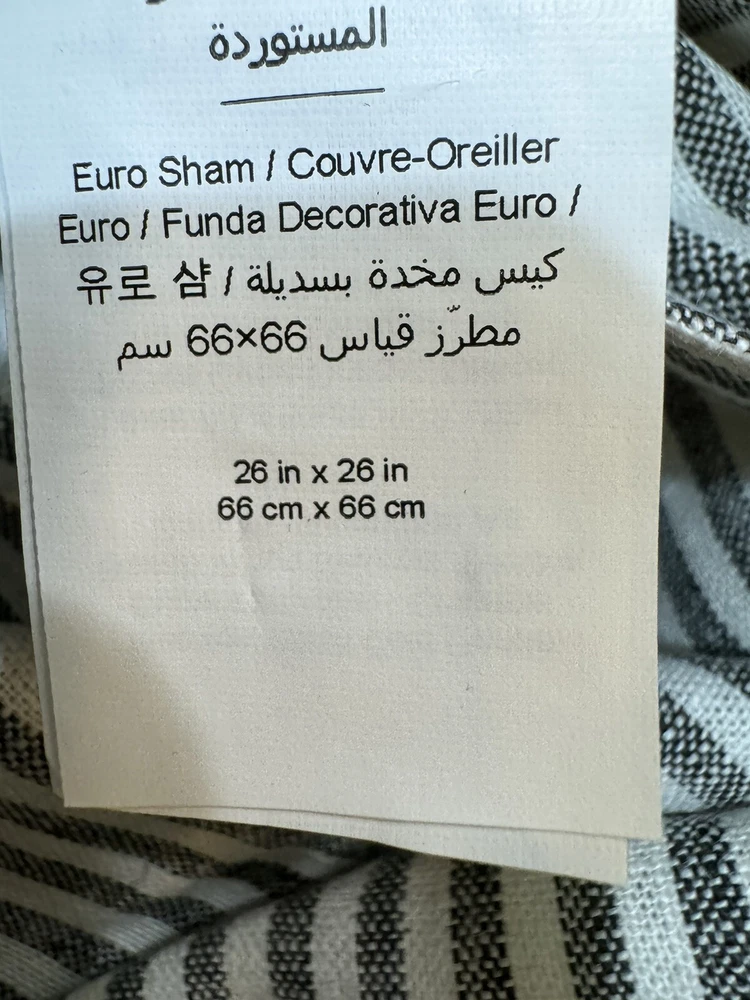 المستوردة
Euro Sham / Couvre-Oreiller
Euro / Funda Decorativa Euro /
유로 샴 / كيس مخدة بسديلة
مطرّز قياس 66×66 سم
26 in x 26 in
66 cm x 66 cm